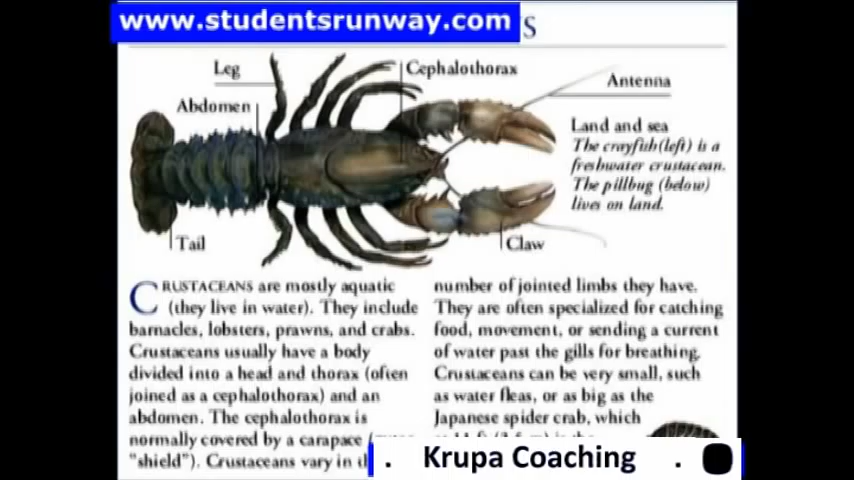 www.studentsrunway.com
S
Leg
Cephalothorax
Antenna
Abdomen
Land and sea
The crayfish (left) is a
freshwater crustacean.
The pillbug (below)
lives on land.
Tail
Claw
CRUSTACEANS are mostly aquatic
(they live in water). They include
barnacles, lobsters, prawns, and crabs.
Crustaceans usually have a body
divided into a head and thorax (often
joined as a cephalothorax) and an
abdomen. The cephalothorax is
normally covered by a carapace
"shield"). Crustaceans vary in
number of jointed limbs they have.
They are often specialized for catching
food, movement, or sending a current
of water past the gills for breathing.
Crustaceans can be very small, such
as water fleas, or as big as the
Japanese spider crab, which
. Krupa Coaching .